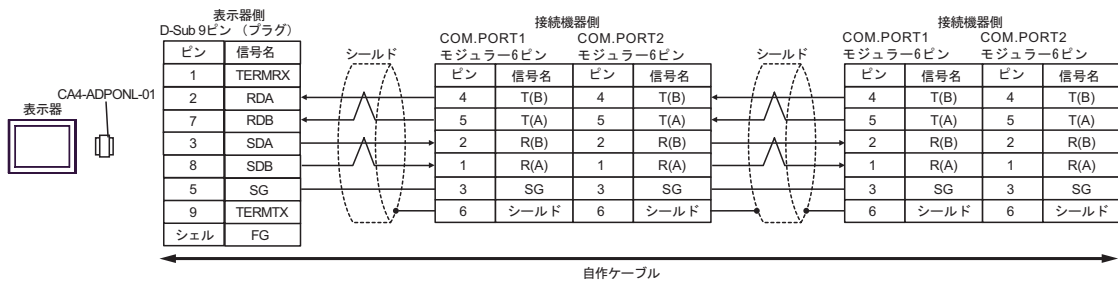 表示器
CA4-ADPONL-01
表示器側
D-Sub 9ピン （プラグ）
ピン 信号名
1 TERMRX
2 RDA
7 RDB
3 SDA
8 SDB
5 SG
9 TERMTX
シェル FG
シールド
接続機器側
COM.PORT1 COM.PORT2
モジュラー6ピン モジュラー6ピン
ピン 信号名 ピン 信号名
4 T(B) 4 T(B)
5 T(A) 5 T(A)
2 R(B) 2 R(B)
1 R(A) 1 R(A)
3 SG 3 SG
6 シールド 6 シールド
シールド
接続機器側
COM.PORT1 COM.PORT2
モジュラー6ピン モジュラー6ピン
ピン 信号名 ピン 信号名
4 T(B) 4 T(B)
5 T(A) 5 T(A)
2 R(B) 2 R(B)
1 R(A) 1 R(A)
3 SG 3 SG
6 シールド 6 シールド
自作ケーブル